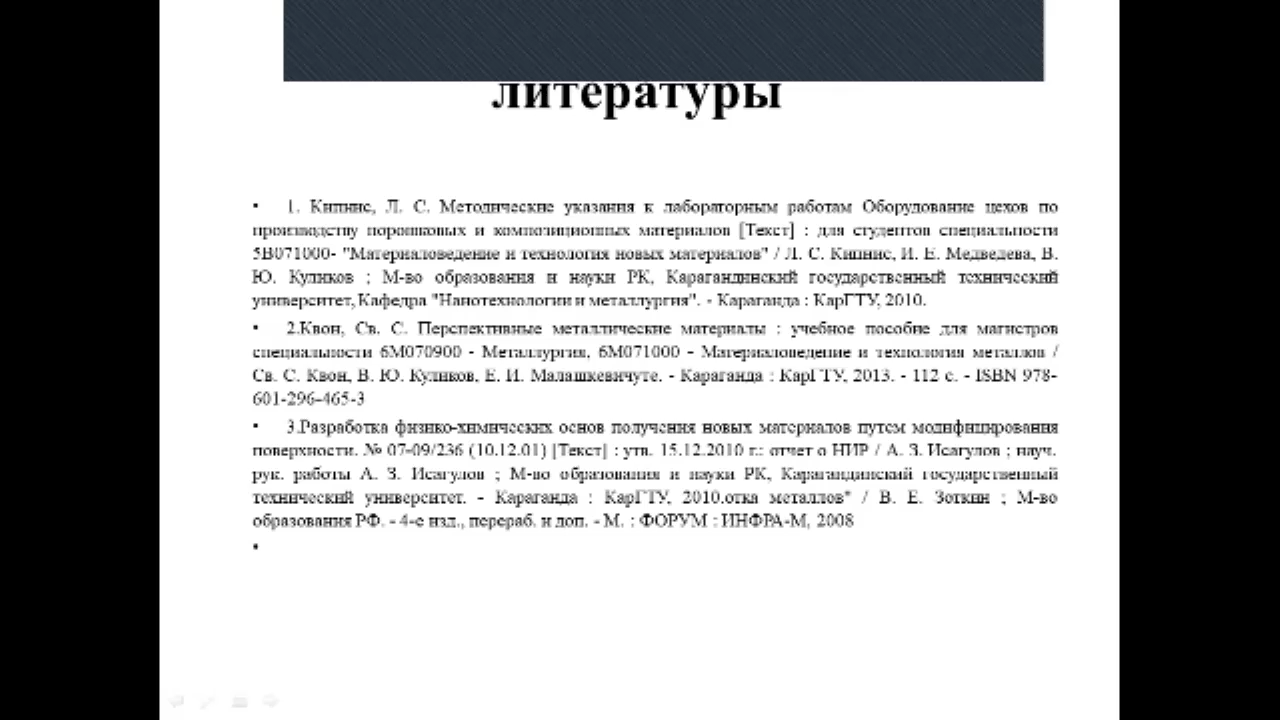 литературы
• 1. Кипнис, Л. С. Методические указания к лабораторным работам Оборудование цехов по
производству порошковых и композиционных материалов [Текст] : для студентов специальности
5В071000- "Материаловедение и технология новых материалов" / Л. С. Кипнис, И. Е. Медведева, В.
Ю. Куликов ; М-во образования и науки РК, Карагандинский государственный технический
университет, Кафедра "Нанотехнологии и металлургия". - Караганда : КарГТУ, 2010.
• 2.Квон, Св. С. Перспективные металлические материалы : учебное пособие для магистров
специальности 6М070900 - Металлургия, 6М071000 - Материаловедение и технология металлов /
Св. С. Квон, В. Ю. Куликов, Е. И. Малашкевичуте. - Караганда : КарГТУ, 2013. - 112 с. - ISBN 978-
601-296-465-3
• 3.Разработка физико-химических основ получения новых материалов путем модифицирования
поверхности. № 07-09/236 (10.12.01) [Текст] : утв. 15.12.2010 г.: отчет о НИР / А. З. Исагулов ; науч.
рук. работы А. З. Исагулов ; М-во образования и науки РК, Карагандинский государственный
технический университет. - Караганда : КарГТУ, 2010.отка металлов" / В. Е. Зоткин ; М-во
образования РФ. - 4-е изд., перераб. и доп. - М. : ФОРУМ : ИНФРА-М, 2008
•